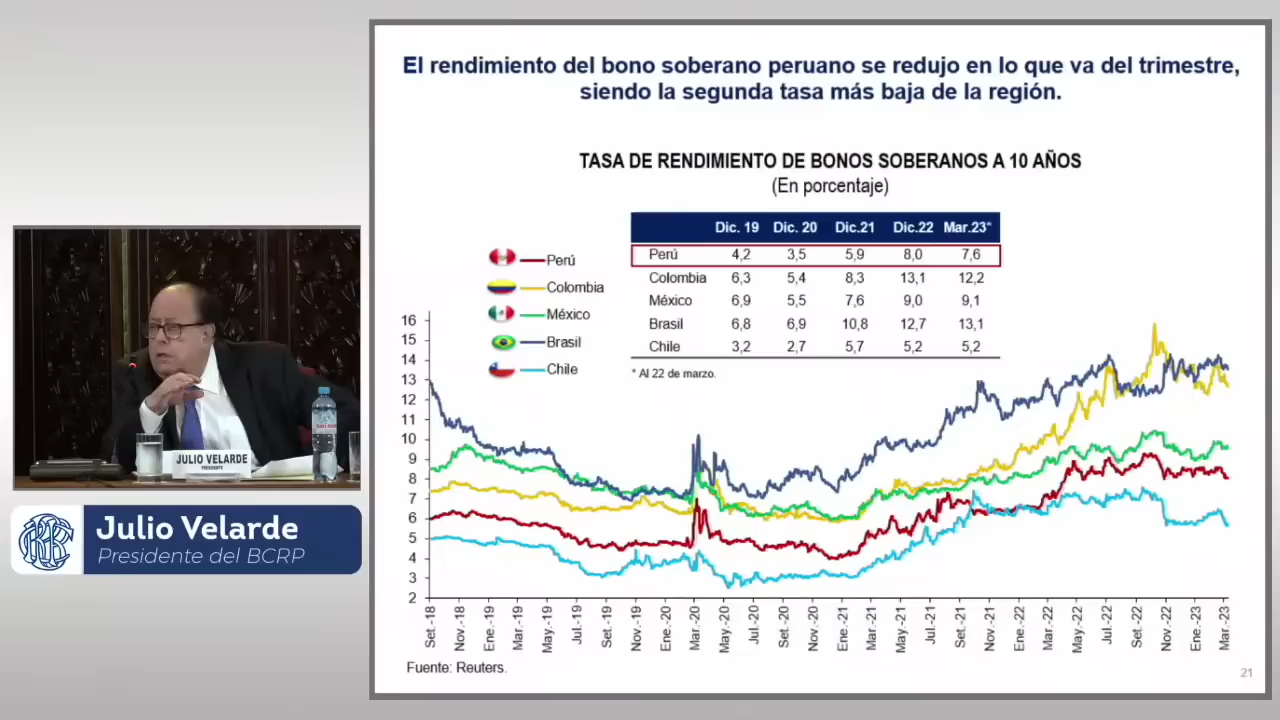 El rendimiento del bono soberano peruano se redujo en lo que va del trimestre,
siendo la segunda tasa más baja de la región.
TASA DE RENDIMIENTO DE BONOS SOBERANOS A 10 AÑOS
(En porcentaje)
Dic. 19 Dic. 20 Dic.21 Dic.22 Mar.23*
Perú 4,2 3,5 5,9 8,0 7,6
Colombia 6,3 5,4 8,3 13,1 12,2
México 6,9 5,5 7,6 9,0 9,1
Brasil 6,8 6,9 10,8 12,7 13,1
Chile 3,2 2,7 5,7 5,2 5,2
* Al 22 de marzo.
Perú
Colombia
México
Brasil
Chile
16
15
14
13
12
11
10
9
8
7
6
5
4
3
2
Set.-18
Nov.-18
Ene.-19
Mar.-19
May.-19
Jul.-19
Set.-19
Nov.-19
Ene.-20
Mar.-20
May.-20
Jul.-20
Set.-20
Nov.-20
Ene.-21
Mar.-21
May.-21
Jul.-21
Set.-21
Nov.-21
Ene.-22
Mar.-22
May.-22
Jul.-22
Set.-22
Nov.-22
Ene.-23
Mar.-23
Fuente: Reuters.
21
JULIO VELARDE
PRESIDENTE
Julio Velarde
Presidente del BCRP